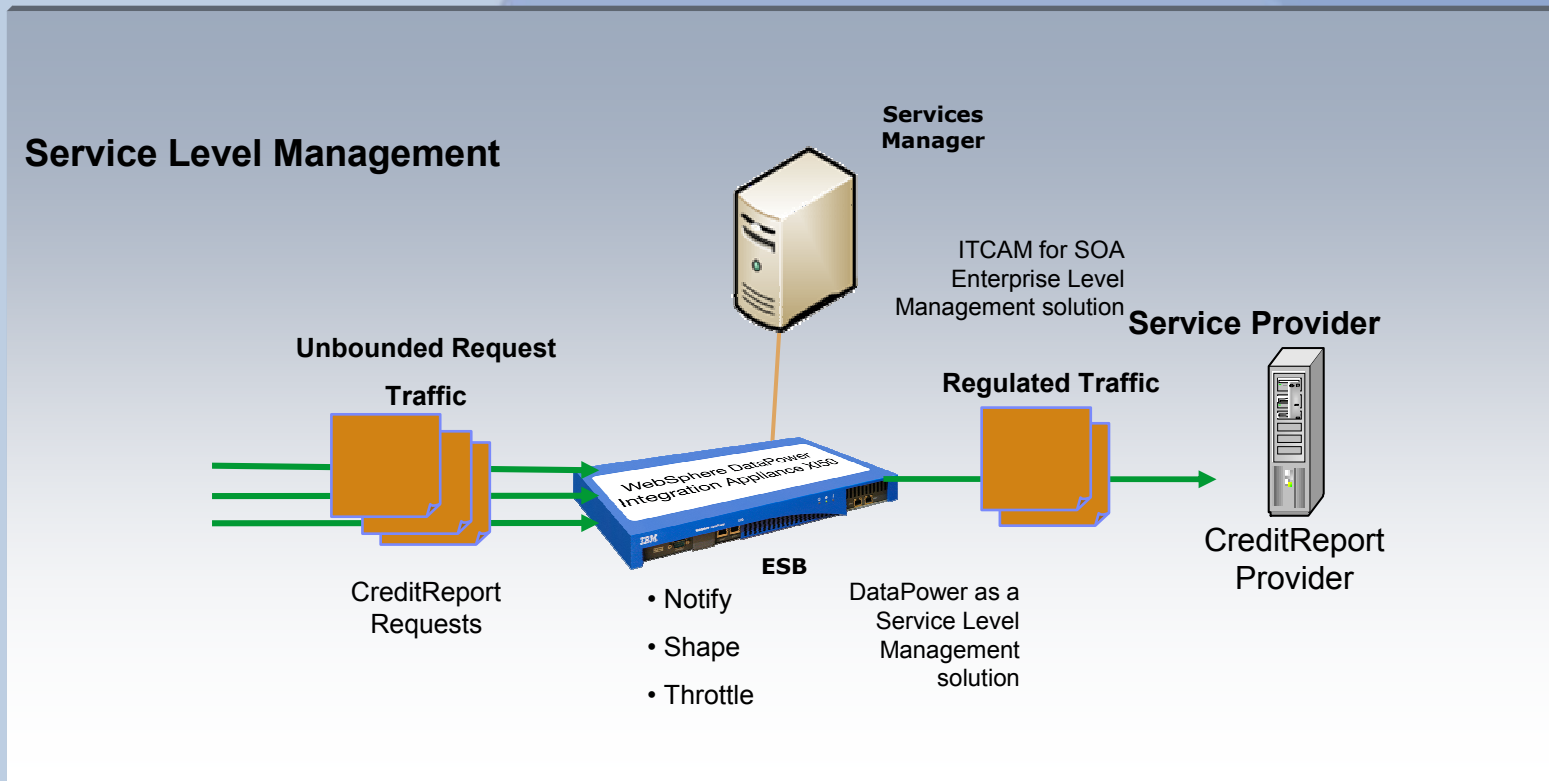 Service Level Management
Services
Manager
ITCAM for SOA
Enterprise Level
Management solution
Service Provider
Unbounded Request
Traffic
Regulated Traffic
WebSphere DataPower
Integration Appliance XI50
IBM
ESB
CreditReport
Requests
• Notify
• Shape
• Throttle
DataPower as a
Service Level
Management
solution
CreditReport
Provider